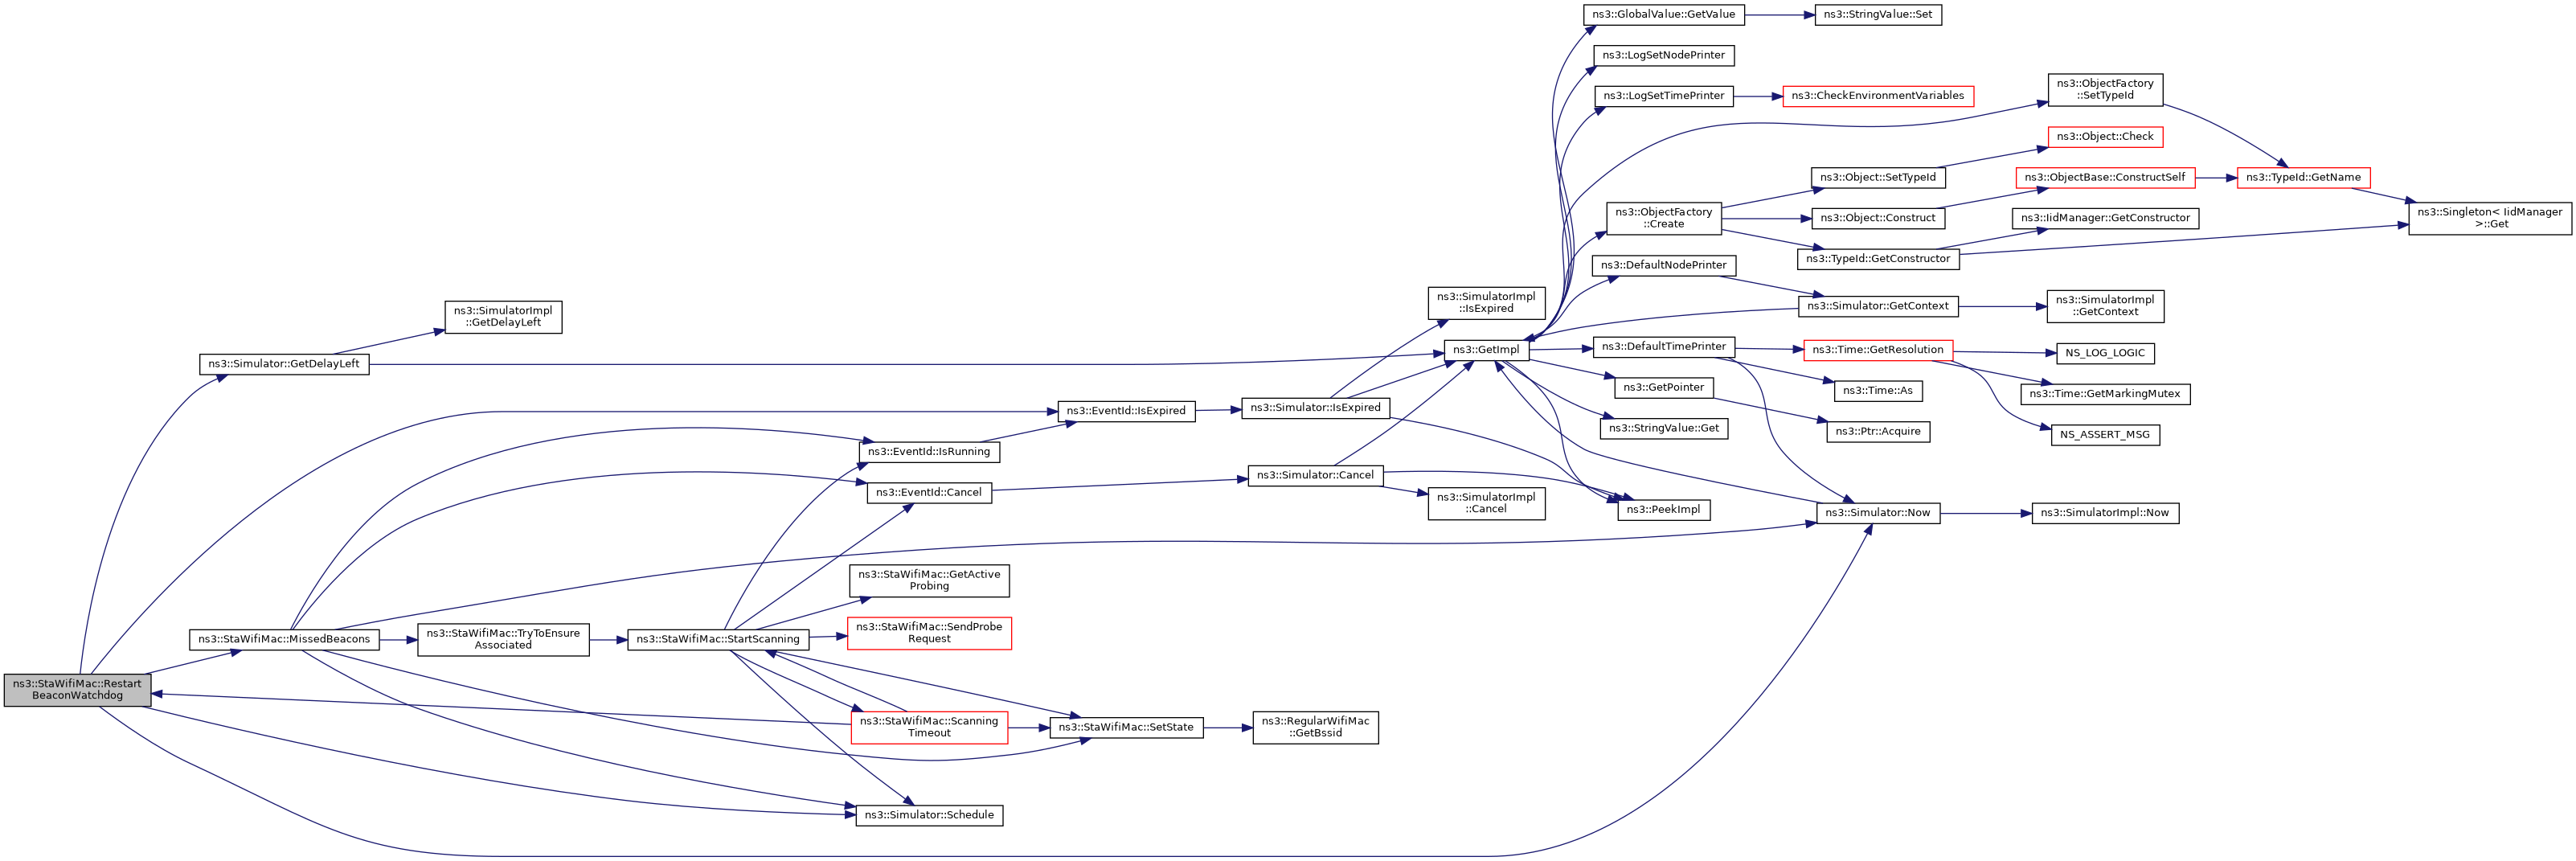 ns3::StaWifiMac::Restart
BeaconWatchdog
ns3::Simulator::GetDelayLeft
ns3::SimulatorImpl
::GetDelayLeft
ns3::StaWifiMac::MissedBeacons
ns3::StaWifiMac::TryToEnsure
Associated
ns3::StaWifiMac::StartScanning
ns3::EventId::IsExpired
ns3::EventId::IsRunning
ns3::EventId::Cancel
ns3::StaWifiMac::GetActive
Probing
ns3::StaWifiMac::SendProbe
Request
ns3::StaWifiMac::Scanning
Timeout
ns3::StaWifiMac::SetState
ns3::Simulator::Schedule
ns3::RegularWifiMac
::GetBssid
ns3::Simulator::IsExpired
ns3::Simulator::Cancel
ns3::SimulatorImpl
::IsExpired
ns3::GetImpl
ns3::SimulatorImpl
::Cancel
ns3::GlobalValue::GetValue
ns3::StringValue::Set
ns3::LogSetNodePrinter
ns3::LogSetTimePrinter
ns3::CheckEnvironmentVariables
ns3::ObjectFactory
::SetTypeId
ns3::Object::Check
ns3::Object::SetTypeId
ns3::ObjectBase::ConstructSelf
ns3::TypeId::GetName
ns3::ObjectFactory
::Create
ns3::Object::Construct
ns3::IidManager::GetConstructor
ns3::Singleton< IidManager
>::Get
ns3::TypeId::GetConstructor
ns3::DefaultNodePrinter
ns3::Simulator::GetContext
ns3::SimulatorImpl
::GetContext
ns3::DefaultTimePrinter
ns3::Time::GetResolution
NS_LOG_LOGIC
ns3::GetPointer
ns3::Time::As
ns3::Time::GetMarkingMutex
ns3::StringValue::Get
ns3::Ptr::Acquire
NS_ASSERT_MSG
ns3::PeekImpl
ns3::Simulator::Now
ns3::SimulatorImpl::Now